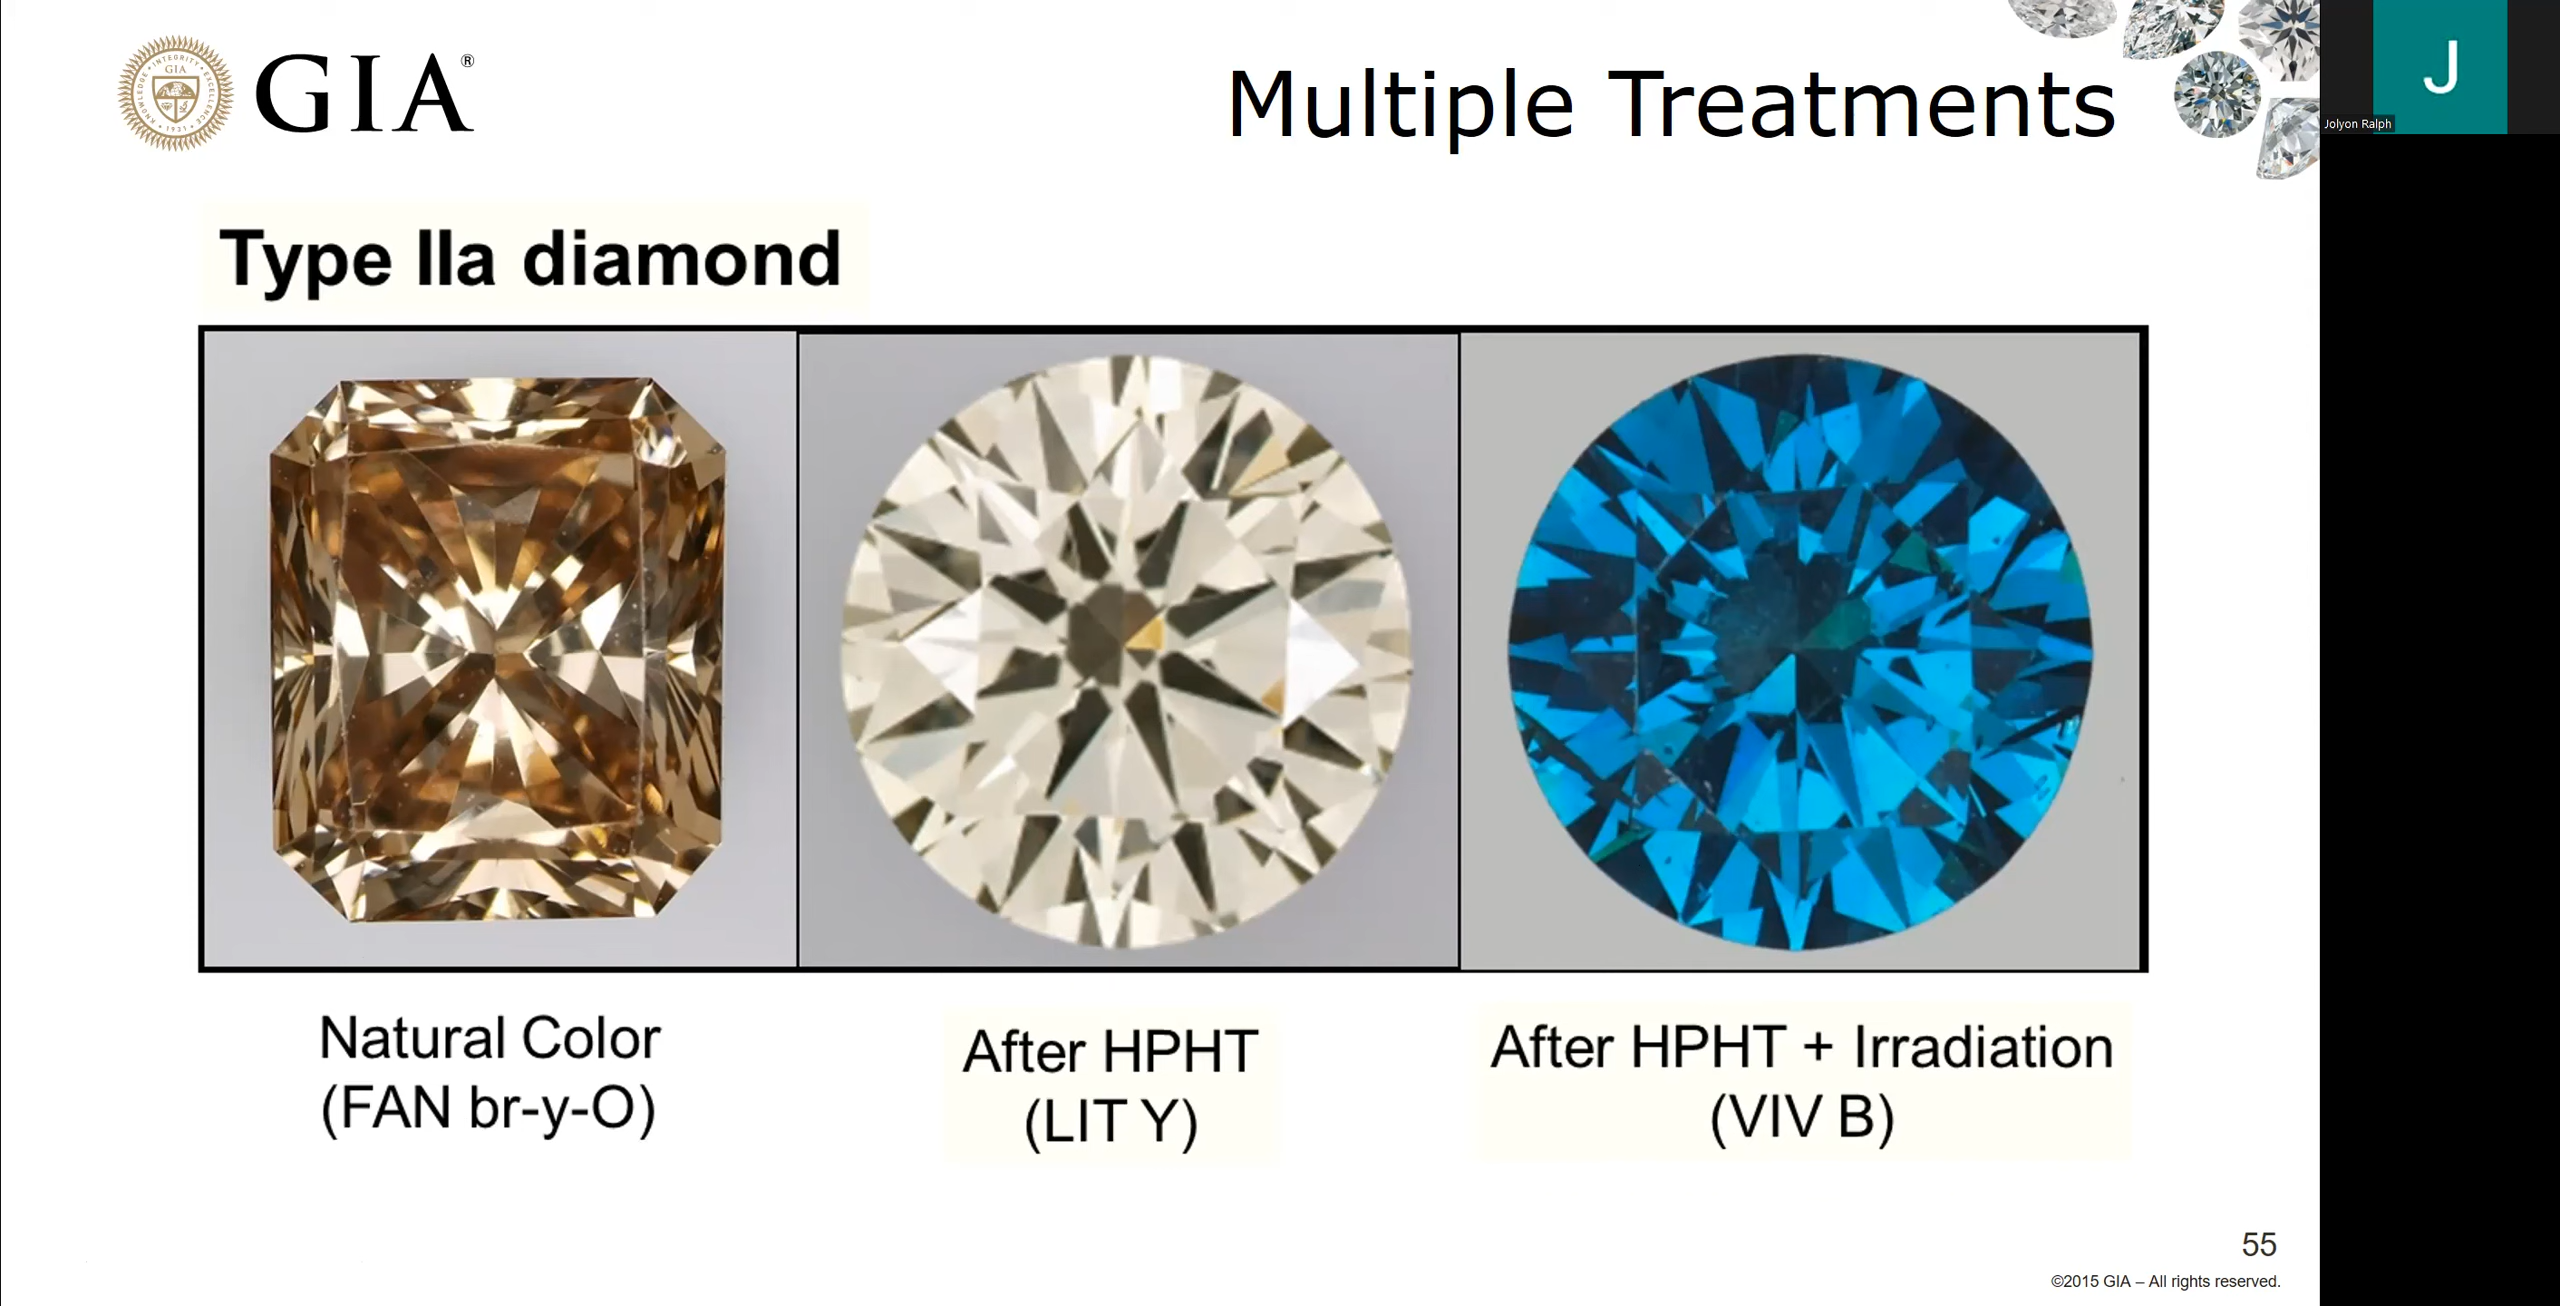 GIA®
Multiple Treatments
J
Jolyon Ralph
Type IIa diamond
Natural Color
(FAN br-y-O)
After HPHT
(LIT Y)
After HPHT + Irradiation
(VIV B)
55
©2015 GIA – All rights reserved.